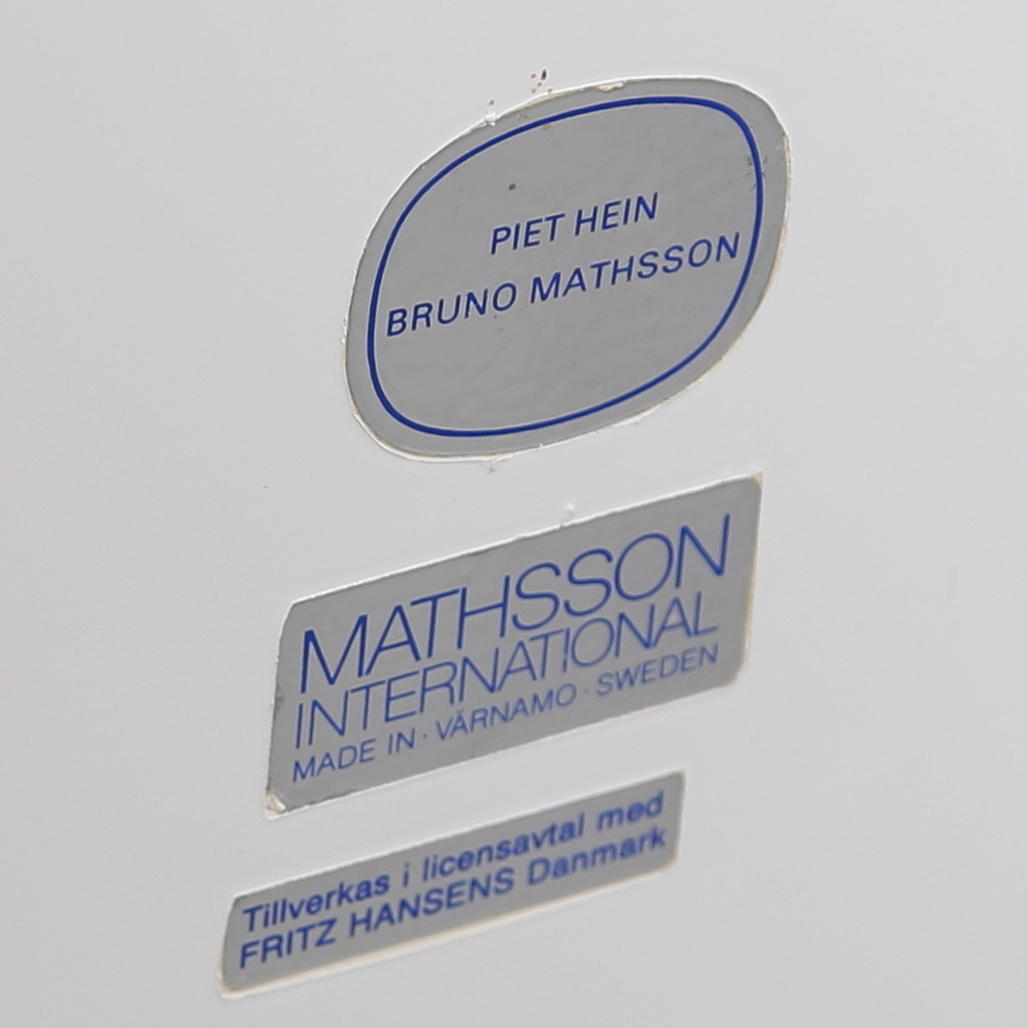 PIET HEIN
BRUNO MATHSSON
MATHSSON
INTERNATIONAL
MADE IN · VÄRNAMO · SWEDEN
Tillverkas i licensavtal med
FRITZ HANSENS Danmark